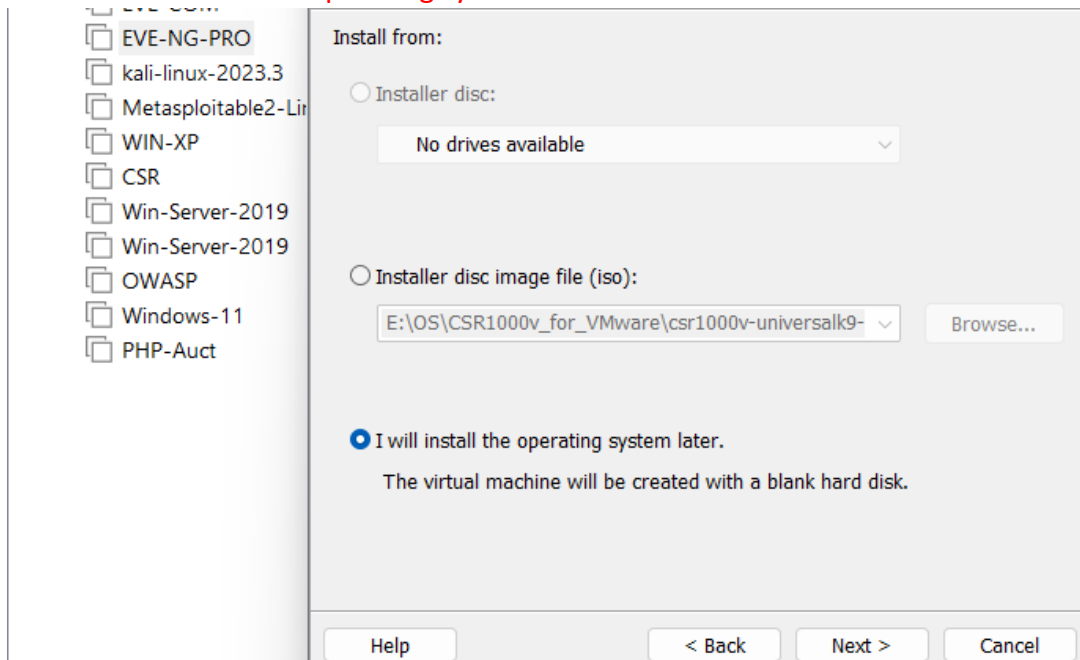 EVE-NG-PRO
kali-linux-2023.3
Metasploitable2-Lin
WIN-XP
CSR
Win-Server-2019
Win-Server-2019
OWASP
Windows-11
PHP-Auct
Install from:
Installer disc:
No drives available
Installer disc image file (iso):
E:\OS\CSR1000v_for_VMware\csr1000v-universalk9-
Browse...
I will install the operating system later.
The virtual machine will be created with a blank hard disk.
Help
< Back
Next >
Cancel